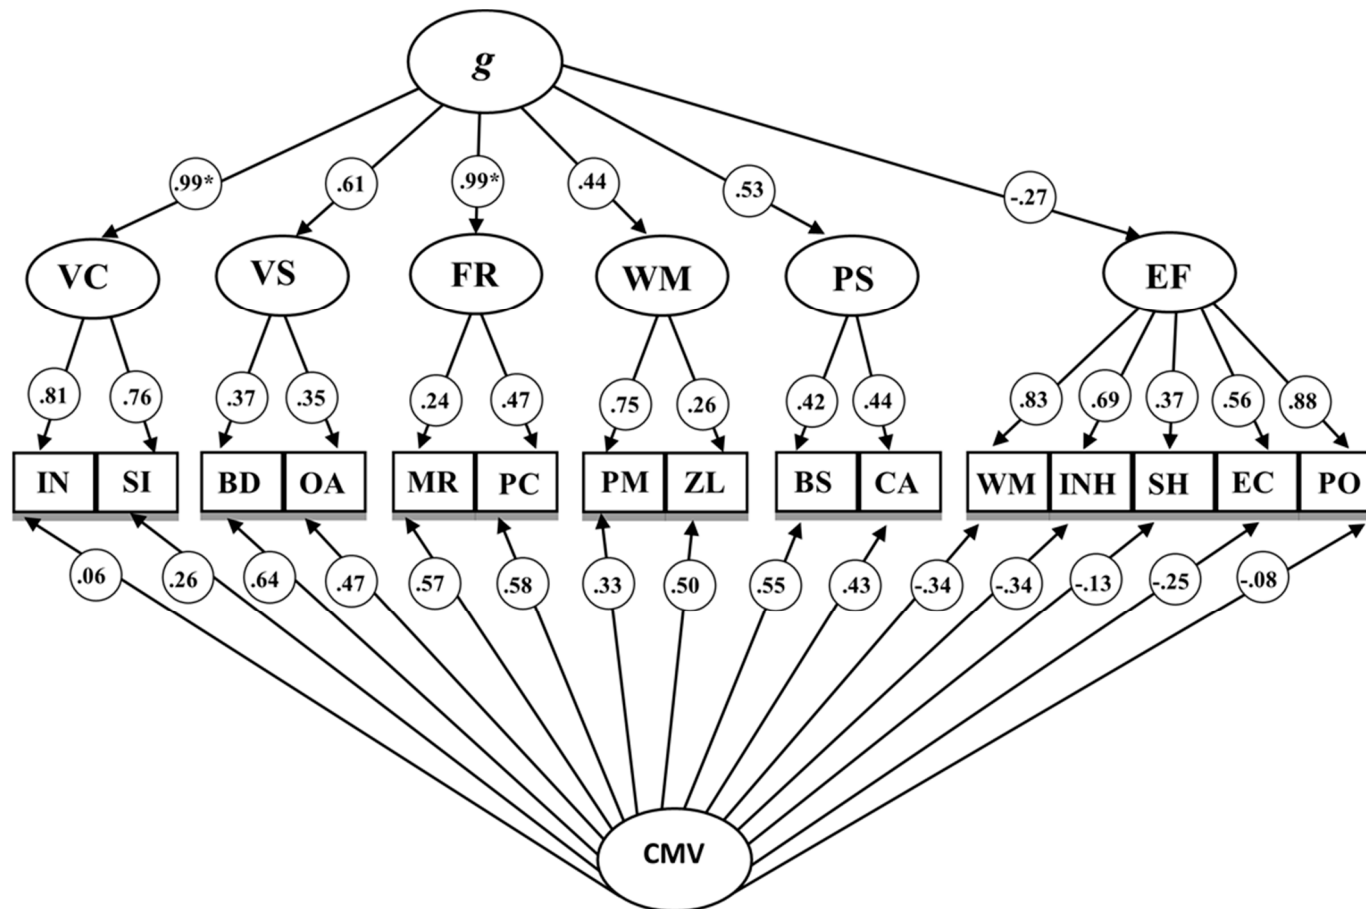 g
.99* .61 .99* .44 .53 -.27
VC VS FR WM PS EF
.81 .76 .37 .35 .24 .47 .75 .26 .42 .44 .83 .69 .37 .56 .88
IN SI BD OA MR PC PM ZL BS CA WM INH SH EC PO
.06 .26 .64 .47 .57 .58 .33 .50 .55 .43 -.34 -.34 -.13 -.25 -.08
CMV